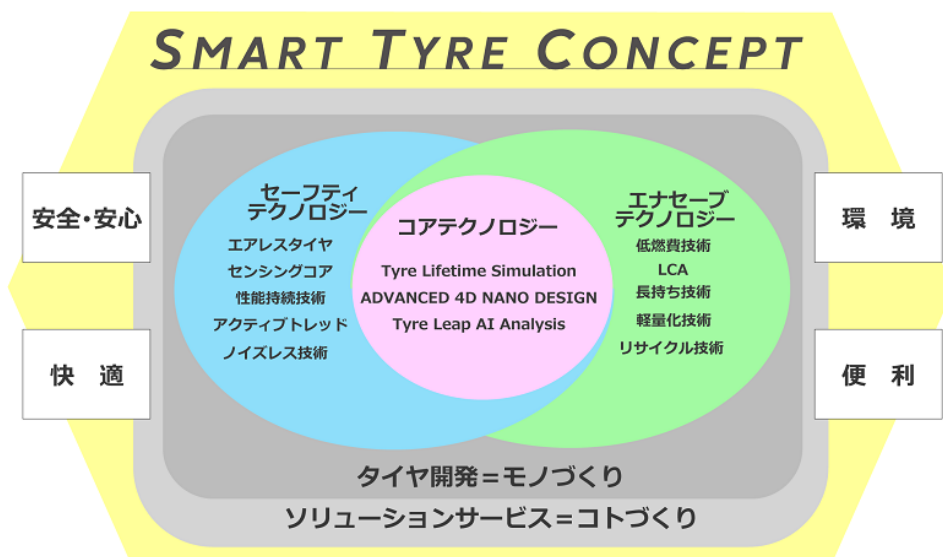 SMART TYRE CONCEPT
安全・安心
快 適
環 境
便 利
セーフティ
テクノロジー
エアレスタイヤ
センシングコア
性能持続技術
アクティブトレッド
ノイズレス技術
コアテクノロジー
Tyre Lifetime Simulation
ADVANCED 4D NANO DESIGN
Tyre Leap AI Analysis
エナセーブ
テクノロジー
低燃費技術
LCA
長持ち技術
軽量化技術
リサイクル技術
タイヤ開発=モノづくり
ソリューションサービス=コトづくり